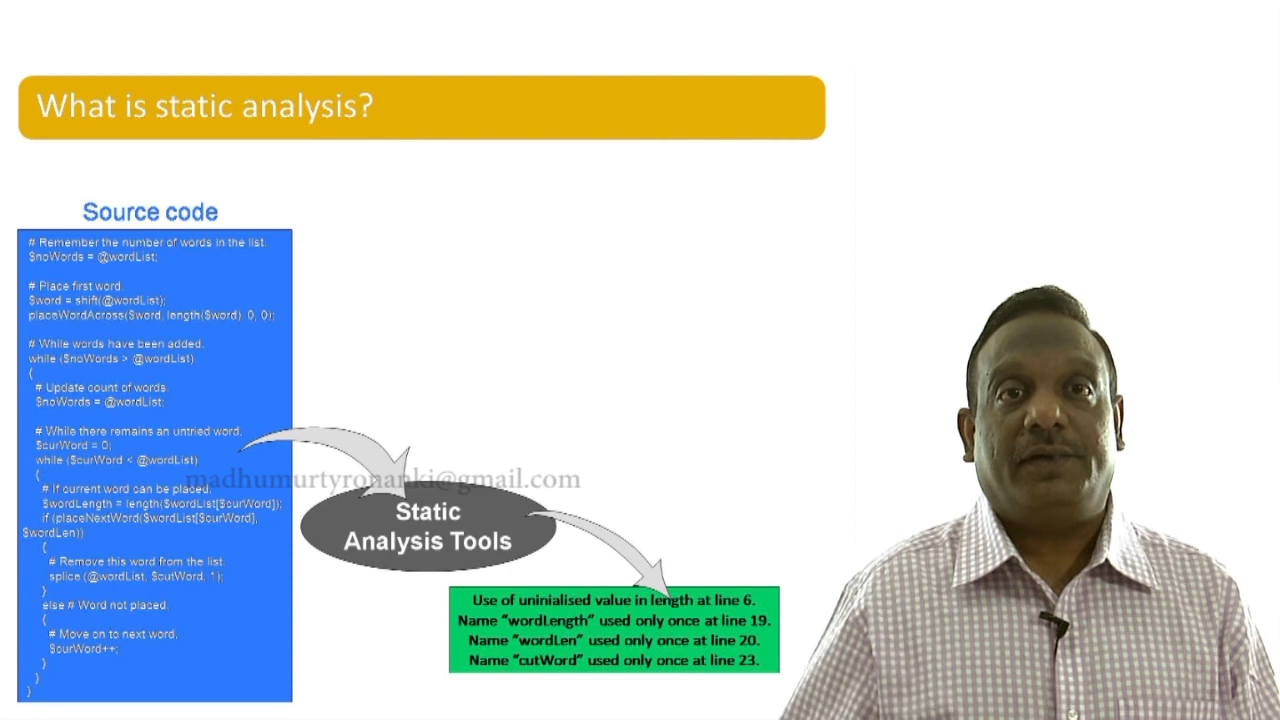 What is static analysis?
Source code
# Remember the number of words in the list.
$noWords = @wordList;
# Place first word.
$word = shift(@wordList);
placeWordAcross($word, length($word), 0, 0);
# While words have been added.
while ($noWords > @wordList)
{
# Update count of words.
$noWords = @wordList;
# While there remains an untried word.
$curWord = 0;
while ($curWord < @wordList)
{
# If current word can be placed.
$wordLength = length($wordList[$curWord]);
if (placeNextWord($wordList[$curWord],
$wordLen))
{
# Remove this word from the list.
splice (@wordList, $cutWord, 1);
}
else # Word not placed.
{
# Move on to next word.
$curWord++;
}
}
}
madhumurtyronanki@gmail.com
Static
Analysis Tools
Use of uninialised value in length at line 6.
Name "wordLength" used only once at line 19.
Name "wordLen" used only once at line 20.
Name "cutWord" used only once at line 23.